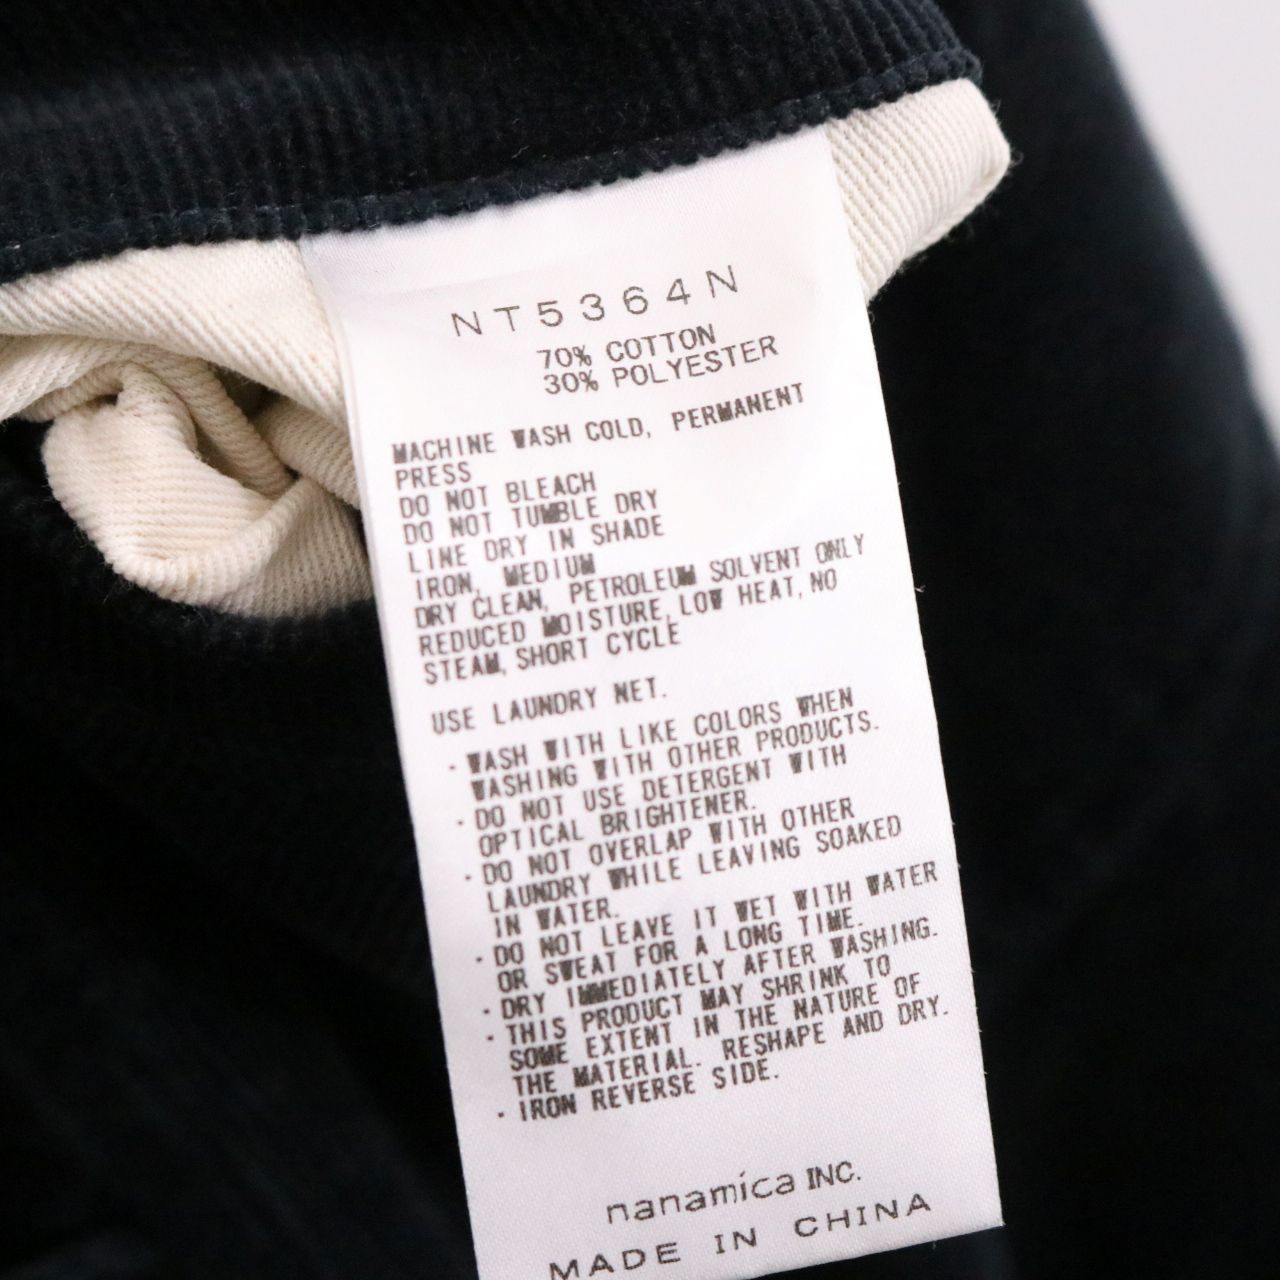 NT5364N
70% COTTON
30% POLYESTER
MACHINE WASH COLD, PERMANENT
PRESS
DO NOT BLEACH
DO NOT TUMBLE DRY
LINE DRY IN SHADE
IRON, MEDIUM
DRY CLEAN, PETROLEUM SOLVENT ONLY
REDUCED MOISTURE, LOW HEAT, NO
STEAM, SHORT CYCLE
USE LAUNDRY NET.
・WASH WITH LIKE COLORS WHEN
WASHING WITH OTHER PRODUCTS.
・DO NOT USE DETERGENT WITH
OPTICAL BRIGHTENER.
・DO NOT OVERLAP WITH OTHER
LAUNDRY WHILE LEAVING SOAKED
IN WATER.
・DO NOT LEAVE IT WET WITH WATER
OR SWEAT FOR A LONG TIME.
・DRY IMMEDIATELY AFTER WASHING.
・THIS PRODUCT MAY SHRINK TO
SOME EXTENT IN THE NATURE OF
THE MATERIAL. RESHAPE AND DRY.
・IRON REVERSE SIDE.
nanamica INC.
MADE IN CHINA